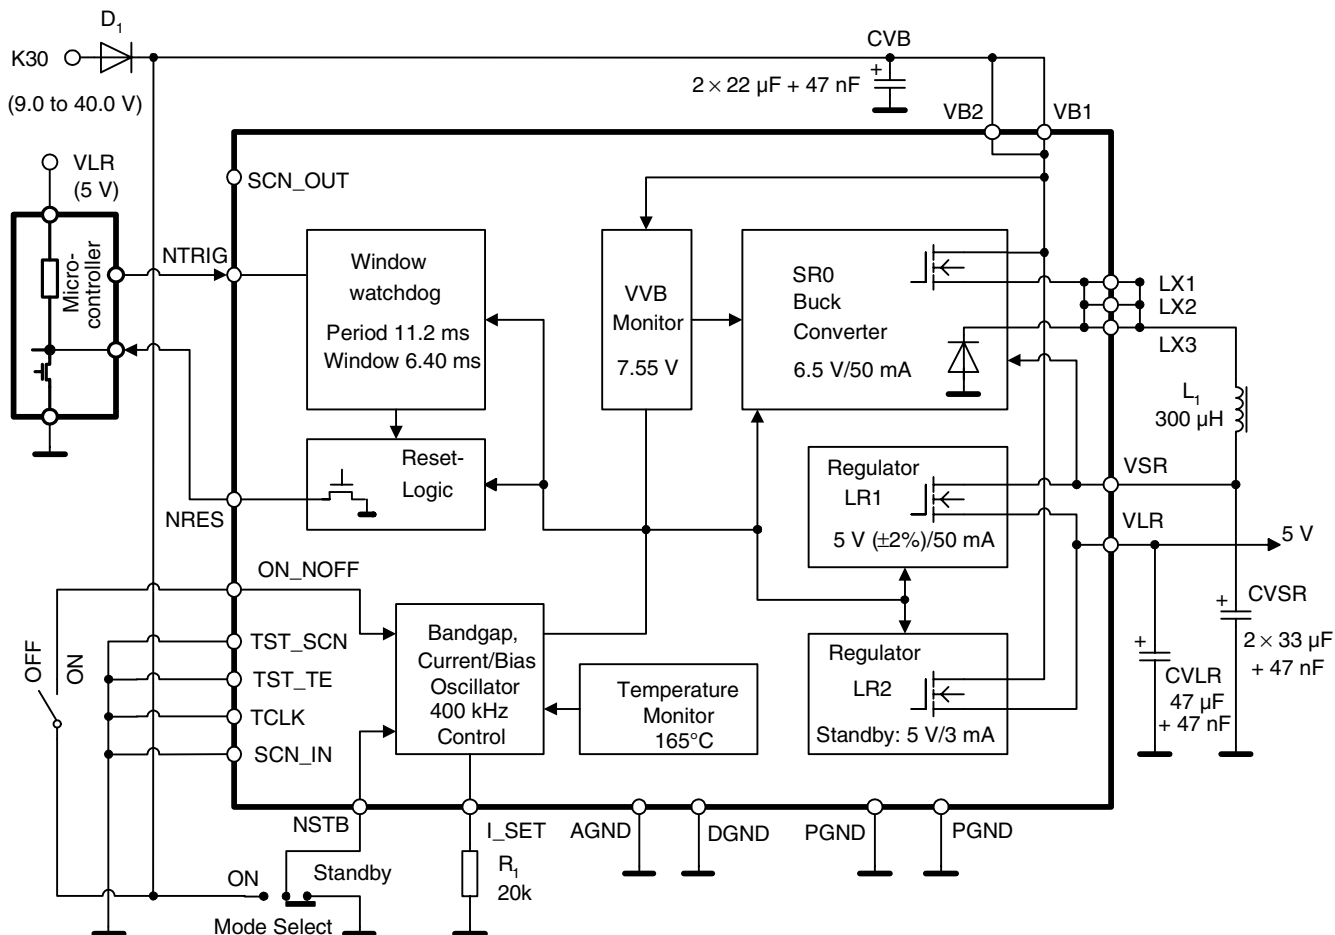 D1
K30
(9.0 to 40.0 V)
CVB
+
2 × 22 µF + 47 nF
VB2
VB1
VLR
(5 V)
SCN_OUT
Micro-
controller
NTRIG
Window
watchdog
Period 11.2 ms
Window 6.40 ms
VVB
Monitor
7.55 V
SR0
Buck
Converter
6.5 V/50 mA
LX1
LX2
LX3
L1
300 µH
Reset-
Logic
NRES
Regulator
LR1
5 V (±2%)/50 mA
VSR
VLR
5 V
ON_NOFF
TST_SCN
TST_TE
TCLK
SCN_IN
OFF
ON
Bandgap,
Current/Bias
Oscillator
400 kHz
Control
Temperature
Monitor
165°C
Regulator
LR2
Standby: 5 V/3 mA
+
CVLR
47 µF
+ 47 nF
CVSR
+
2 × 33 µF
+ 47 nF
NSTB
I_SET
AGND
DGND
PGND
PGND
ON
Standby
Mode Select
R1
20k